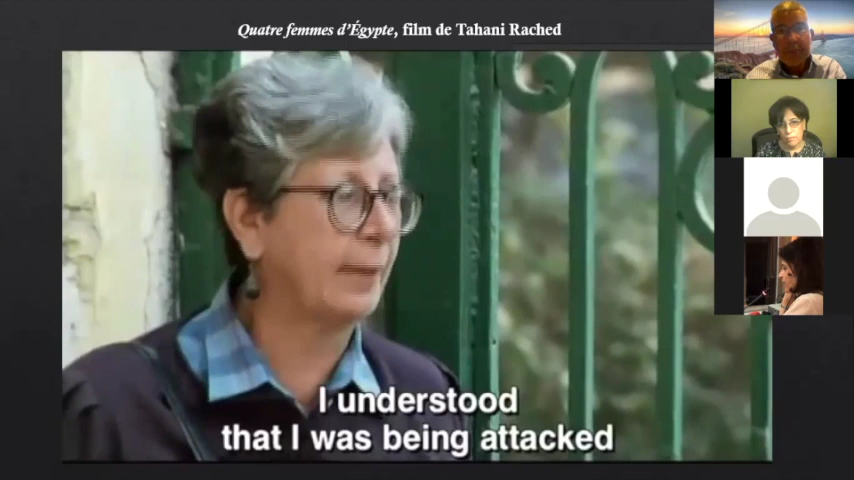 Quatre femmes d'Égypte, film de Tahani Rached
I understood
that I was being attacked